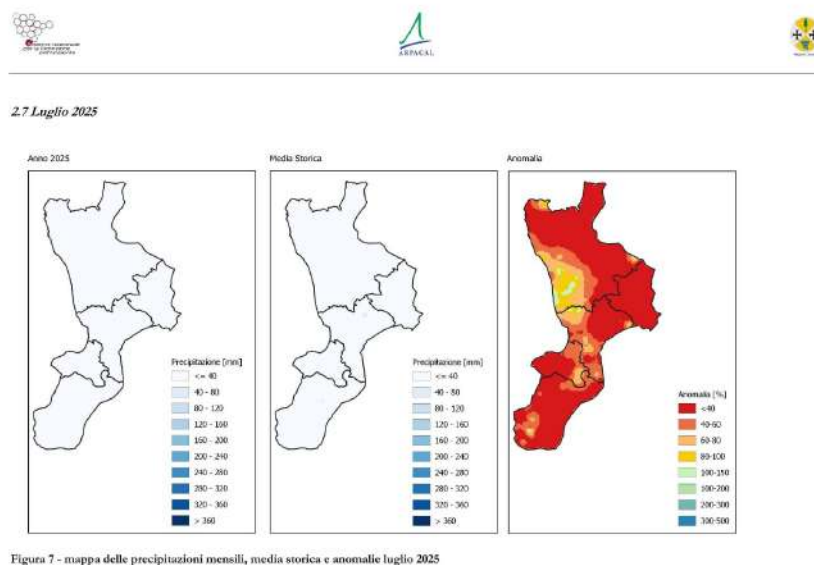 ARPACAL
2.7 Luglio 2025
Anno 2025
Precipitazione [mm]
<= 40
40 - 80
80 - 120
120 - 160
160 - 200
200 - 240
240 - 280
280 - 320
320 - 360
> 360
Media Storica
Precipitazione [mm]
<= 40
40 - 80
80 - 120
120 - 160
160 - 200
200 - 240
240 - 280
280 - 320
320 - 360
> 360
Anomalia
Anomalia [%]
<40
40-60
60-80
80-100
100-150
100-200
200-300
300-500
Figura 7 - mappa delle precipitazioni mensili, media storica e anomalie luglio 2025